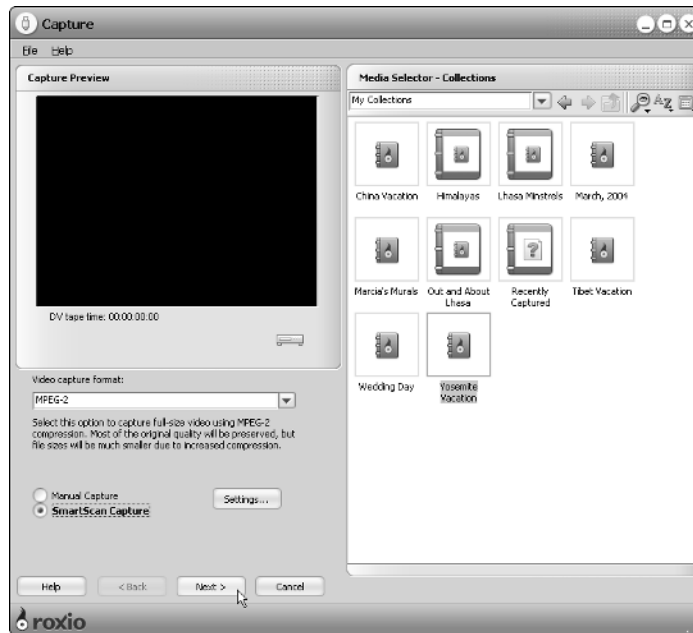 Capture
File Help
Capture Preview
DV tape time: 00:00:00:00
Video capture format:
MPEG-2
Select this option to capture full-size video using MPEG-2
compression. Most of the original quality will be preserved, but
file sizes will be much smaller due to increased compression.
Manual Capture
SmartScan Capture
Settings...
Help
< Back
Next >
Cancel
Media Selector - Collections
My Collections
AZ
China Vacation
Himalayas
Lhasa Minstrels
March, 2004
Marcia's Murals
Out and About
Lhasa
Recently
Captured
Tibet Vacation
Wedding Day
Yosemite
Vacation
roxio